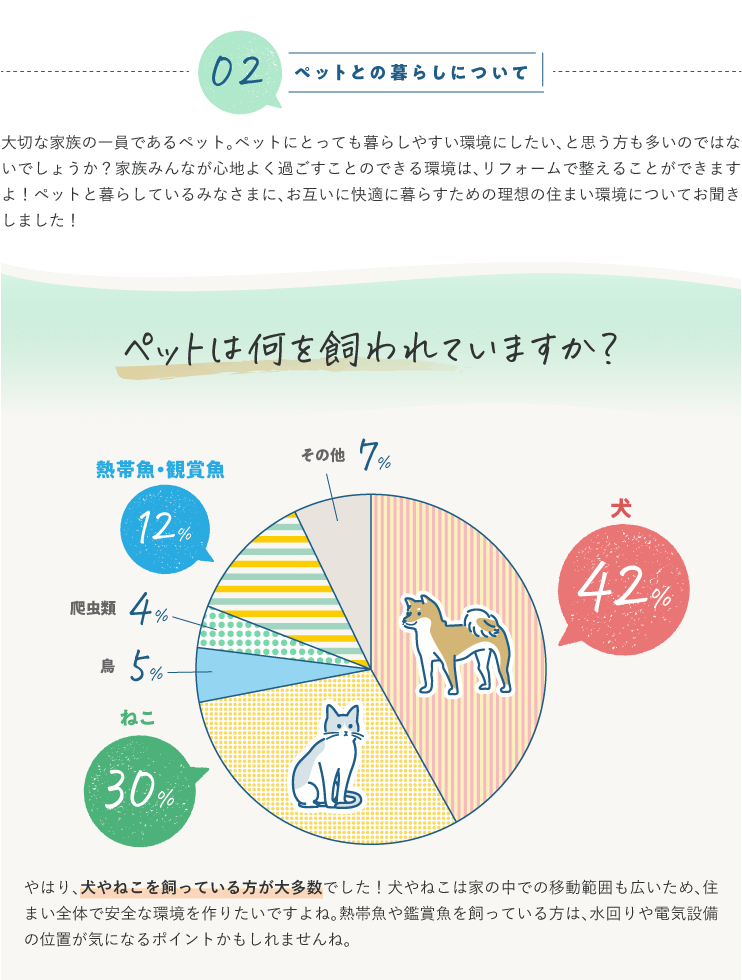 02
ペットとの暮らしについて
大切な家族の一員であるペット。ペットにとっても暮らしやすい環境にしたい、と思う方も多いのではな
いでしょうか？家族みんなが心地よく過ごすことのできる環境は、リフォームで整えることができます
よ！ペットと暮らしているみなさまに、お互いに快適に暮らすための理想の住まい環境についてお聞き
しました！
ペットは何を飼われていますか？
その他 7%
熱帯魚・観賞魚
12%
犬
42%
爬虫類 4%
鳥 5%
ねこ
30%
やはり、犬やねこを飼っている方が大多数でした！犬やねこは家の中での移動範囲も広いため、住
まい全体で安全な環境を作りたいですよね。熱帯魚や鑑賞魚を飼っている方は、水回りや電気設備
の位置が気になるポイントかもしれませんね。